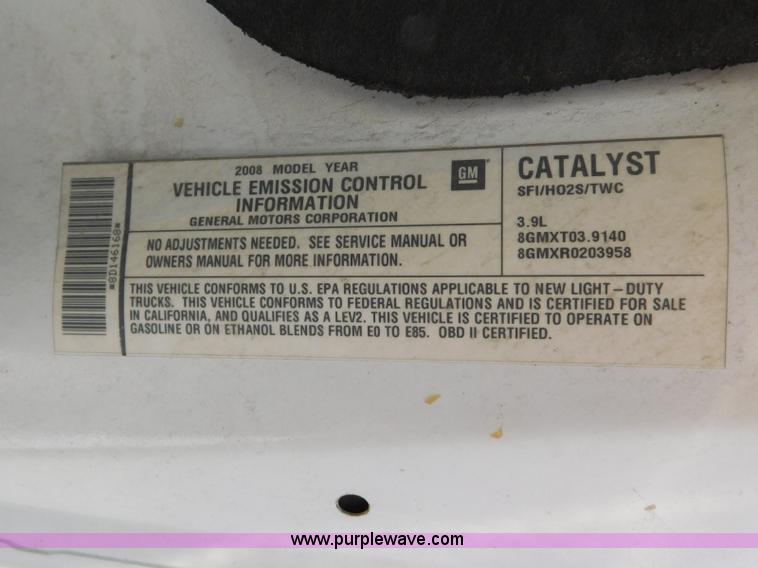 *8D146168*
2008 MODEL YEAR
VEHICLE EMISSION CONTROL
INFORMATION
GENERAL MOTORS CORPORATION
GM
CATALYST
SFI/HO2S/TWC
3.9L
8GMXT03.9140
8GMXR0203958
NO ADJUSTMENTS NEEDED. SEE SERVICE MANUAL OR
OWNERS MANUAL FOR MORE INFORMATION.
THIS VEHICLE CONFORMS TO U.S. EPA REGULATIONS APPLICABLE TO NEW LIGHT-DUTY
TRUCKS. THIS VEHICLE CONFORMS TO FEDERAL REGULATIONS AND IS CERTIFIED FOR SALE
IN CALIFORNIA, AND QUALIFIES AS A LEV2. THIS VEHICLE IS CERTIFIED TO OPERATE ON
GASOLINE OR ON ETHANOL BLENDS FROM E0 TO E85. OBD II CERTIFIED.
www.purplewave.com